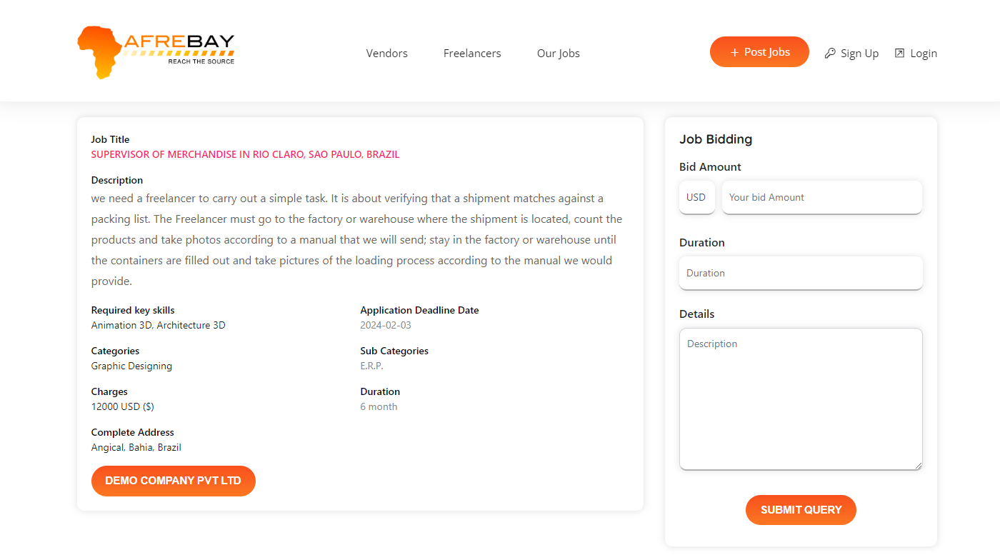 AFREBAY
REACH THE SOURCE
Vendors
Freelancers
Our Jobs
+ Post Jobs
Sign Up
Login
Job Title
SUPERVISOR OF MERCHANDISE IN RIO CLARO, SAO PAULO, BRAZIL
Description
we need a freelancer to carry out a simple task. It is about verifying that a shipment matches against a
packing list. The Freelancer must go to the factory or warehouse where the shipment is located, count the
products and take photos according to a manual that we will send; stay in the factory or warehouse until
the containers are filled out and take pictures of the loading process according to the manual we would
provide.
Required key skills
Animation 3D, Architecture 3D
Application Deadline Date
2024-02-03
Categories
Graphic Designing
Sub Categories
E.R.P.
Charges
12000 USD ($)
Duration
6 month
Complete Address
Angical, Bahia, Brazil
DEMO COMPANY PVT LTD
Job Bidding
Bid Amount
USD
Your bid Amount
Duration
Duration
Details
Description
SUBMIT QUERY